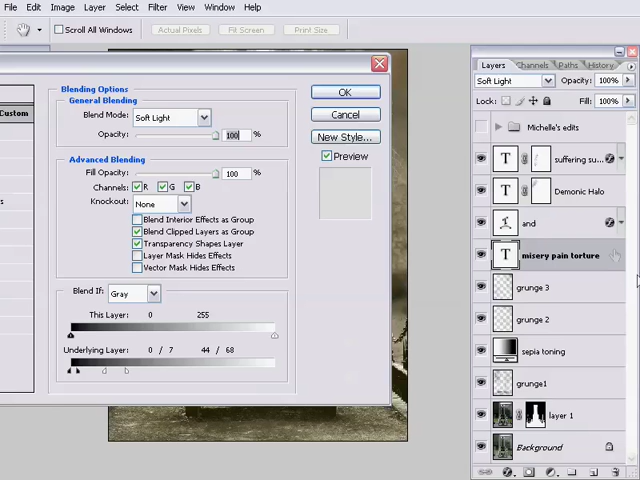 File Edit Image Layer Select Filter View Window Help
Scroll All Windows Actual Pixels Fit Screen Print Size
Layers Channels Paths History
Custom
Blending Options
General Blending
Blend Mode: Soft Light
Opacity: 100 %
Advanced Blending
Fill Opacity: 100 %
Channels: R G B
Knockout: None
Blend Interior Effects as Group
Blend Clipped Layers as Group
Transparency Shapes Layer
Layer Mask Hides Effects
Vector Mask Hides Effects
Blend If: Gray
This Layer: 0 255
Underlying Layer: 0 / 7 44 / 68
OK
Cancel
New Style...
Preview
Soft Light Opacity: 100%
Lock: Fill: 100%
Michelle's edits
suffering su...
Demonic Halo
and
misery pain torture
grunge 3
grunge 2
sepia toning
grunge1
layer 1
Background